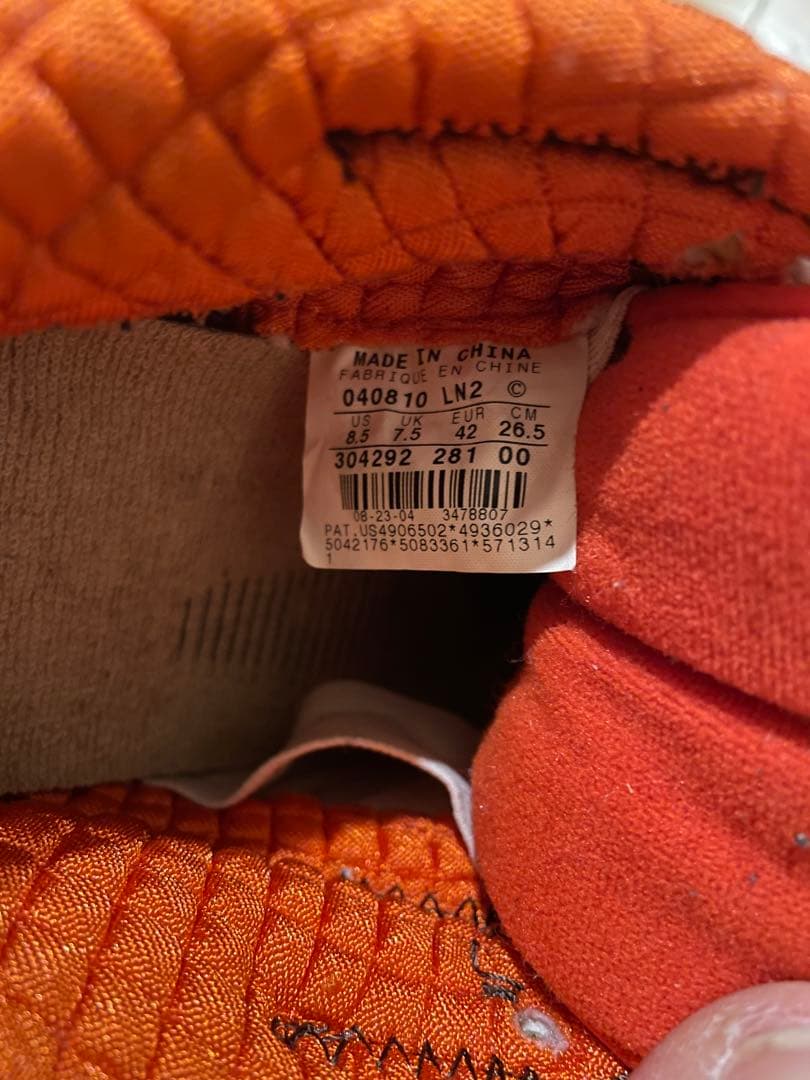 MADE IN CHINA
FABRIQUE EN CHINE
040810 LN2 ©
US UK EUR CM
8.5 7.5 42 26.5
304292 281 00
08-23-04 3478807
PAT.US4906502*4936029*
5042176*5083361*571314
1